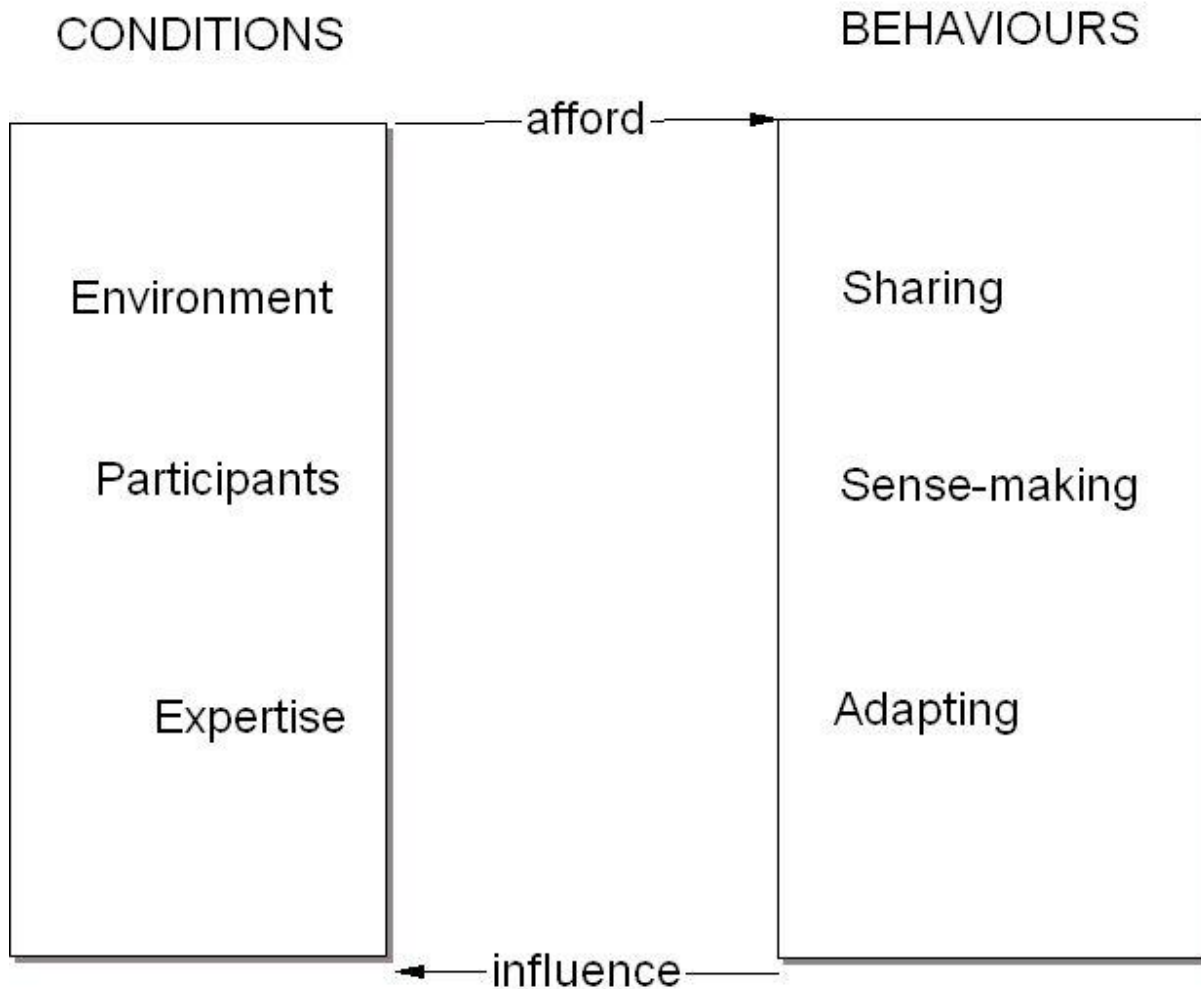 CONDITIONS
BEHAVIOURS
afford
Environment
Sharing
Participants
Sense-making
Expertise
Adapting
influence